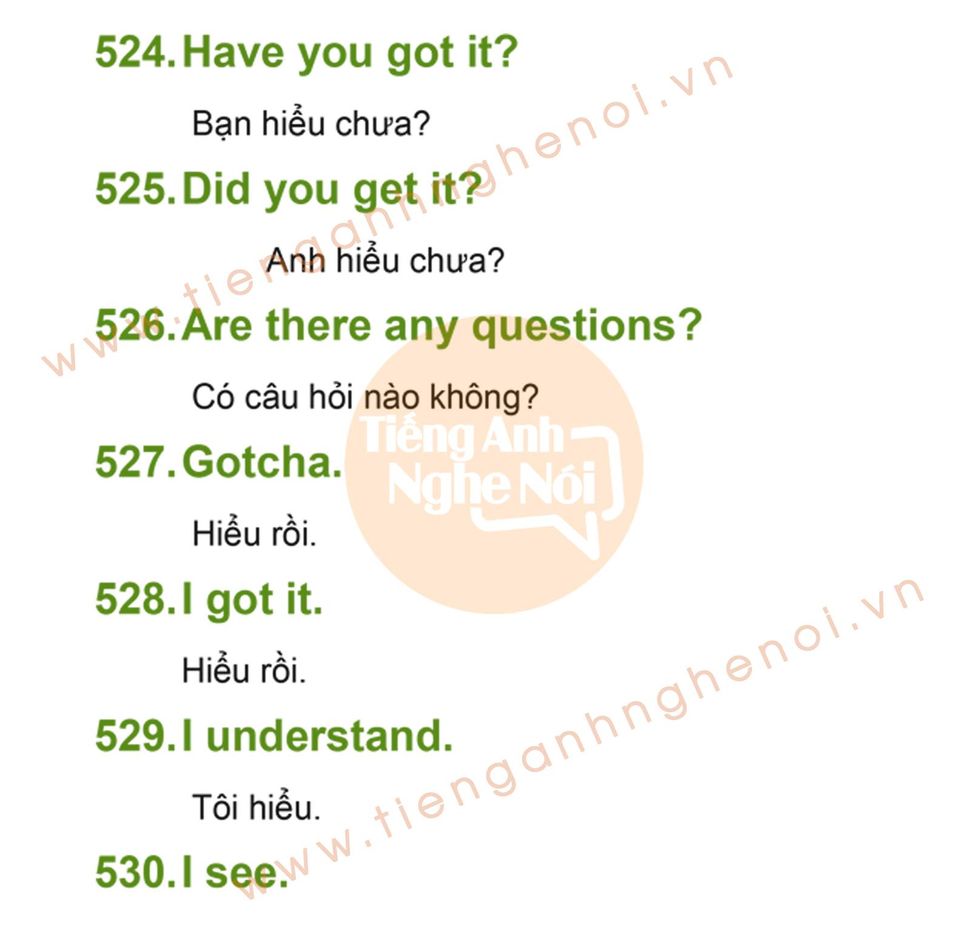 524. Have you got it?
Bạn hiểu chưa?
525. Did you get it?
Anh hiểu chưa?
526. Are there any questions?
Có câu hỏi nào không?
Tiếng Anh
527. Gotcha.
Nghe Nói
Hiểu rồi.
528. I got it.
Hiểu rồi.
529. I understand.
Tôi hiểu.
530. I see.
www.tienganhnghenoi.vn
www.tienganhnghenoi.vn